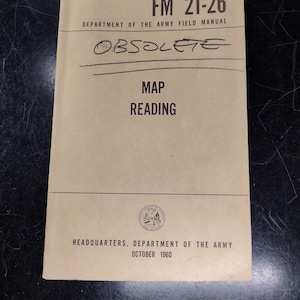 FM 21-26
DEPARTMENT OF THE ARMY FIELD MANUAL
OBSOLETE
MAP
READING
HEADQUARTERS, DEPARTMENT OF THE ARMY
OCTOBER 1960